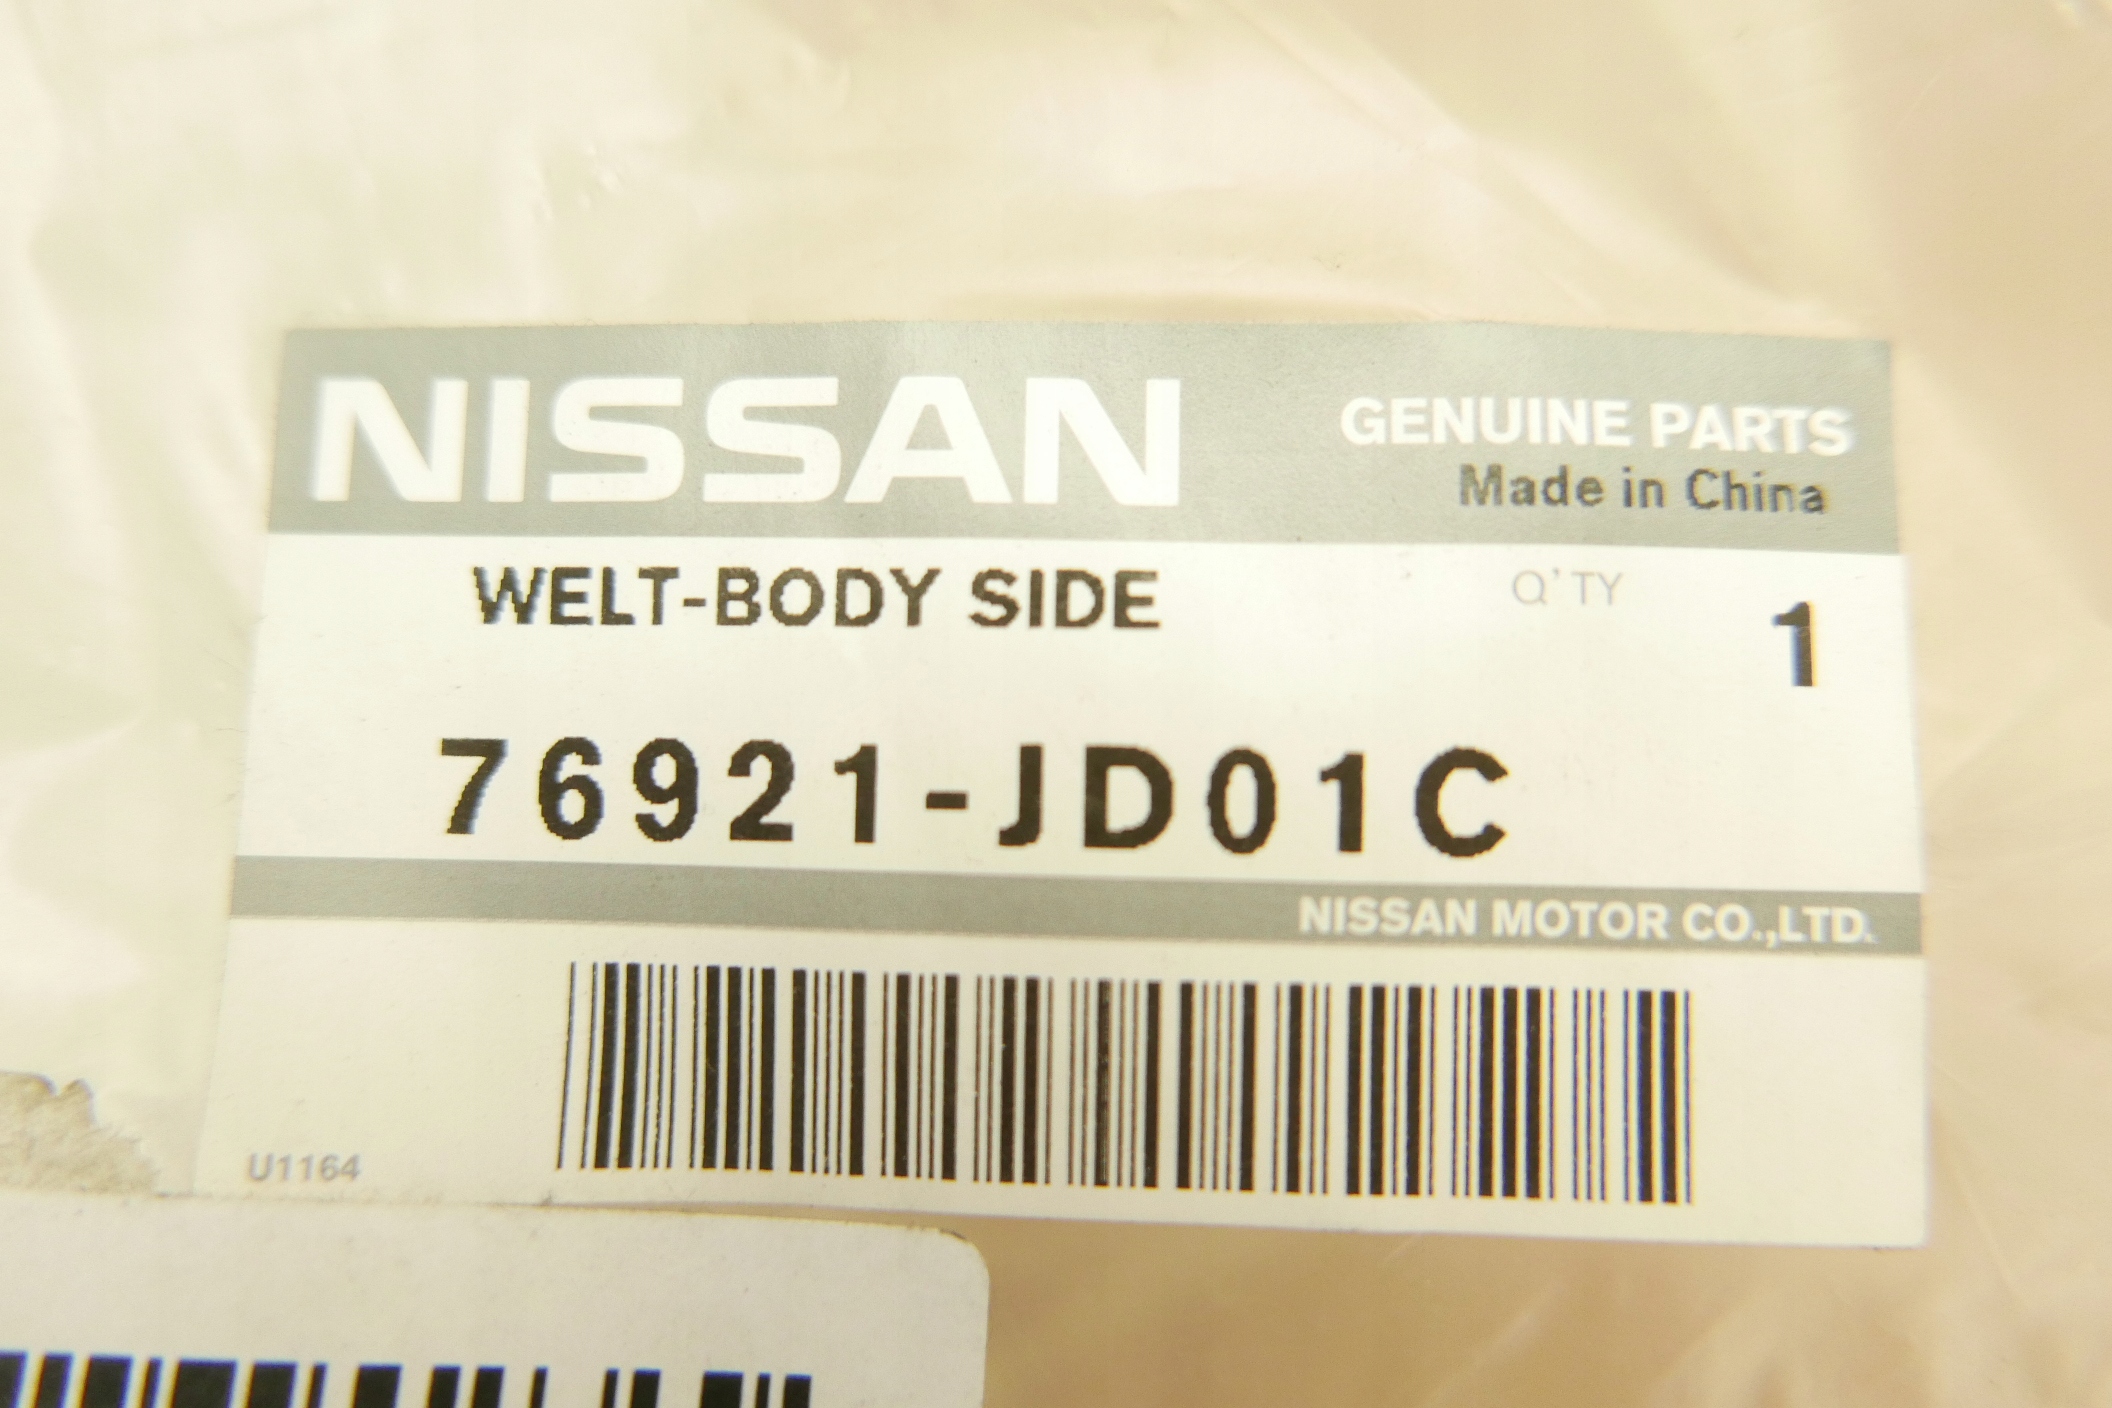 NISSAN
GENUINE PARTS
Made in China
WELT-BODY SIDE
Q'TY
1
76921-JD01C
NISSAN MOTOR CO.,LTD.
U1164